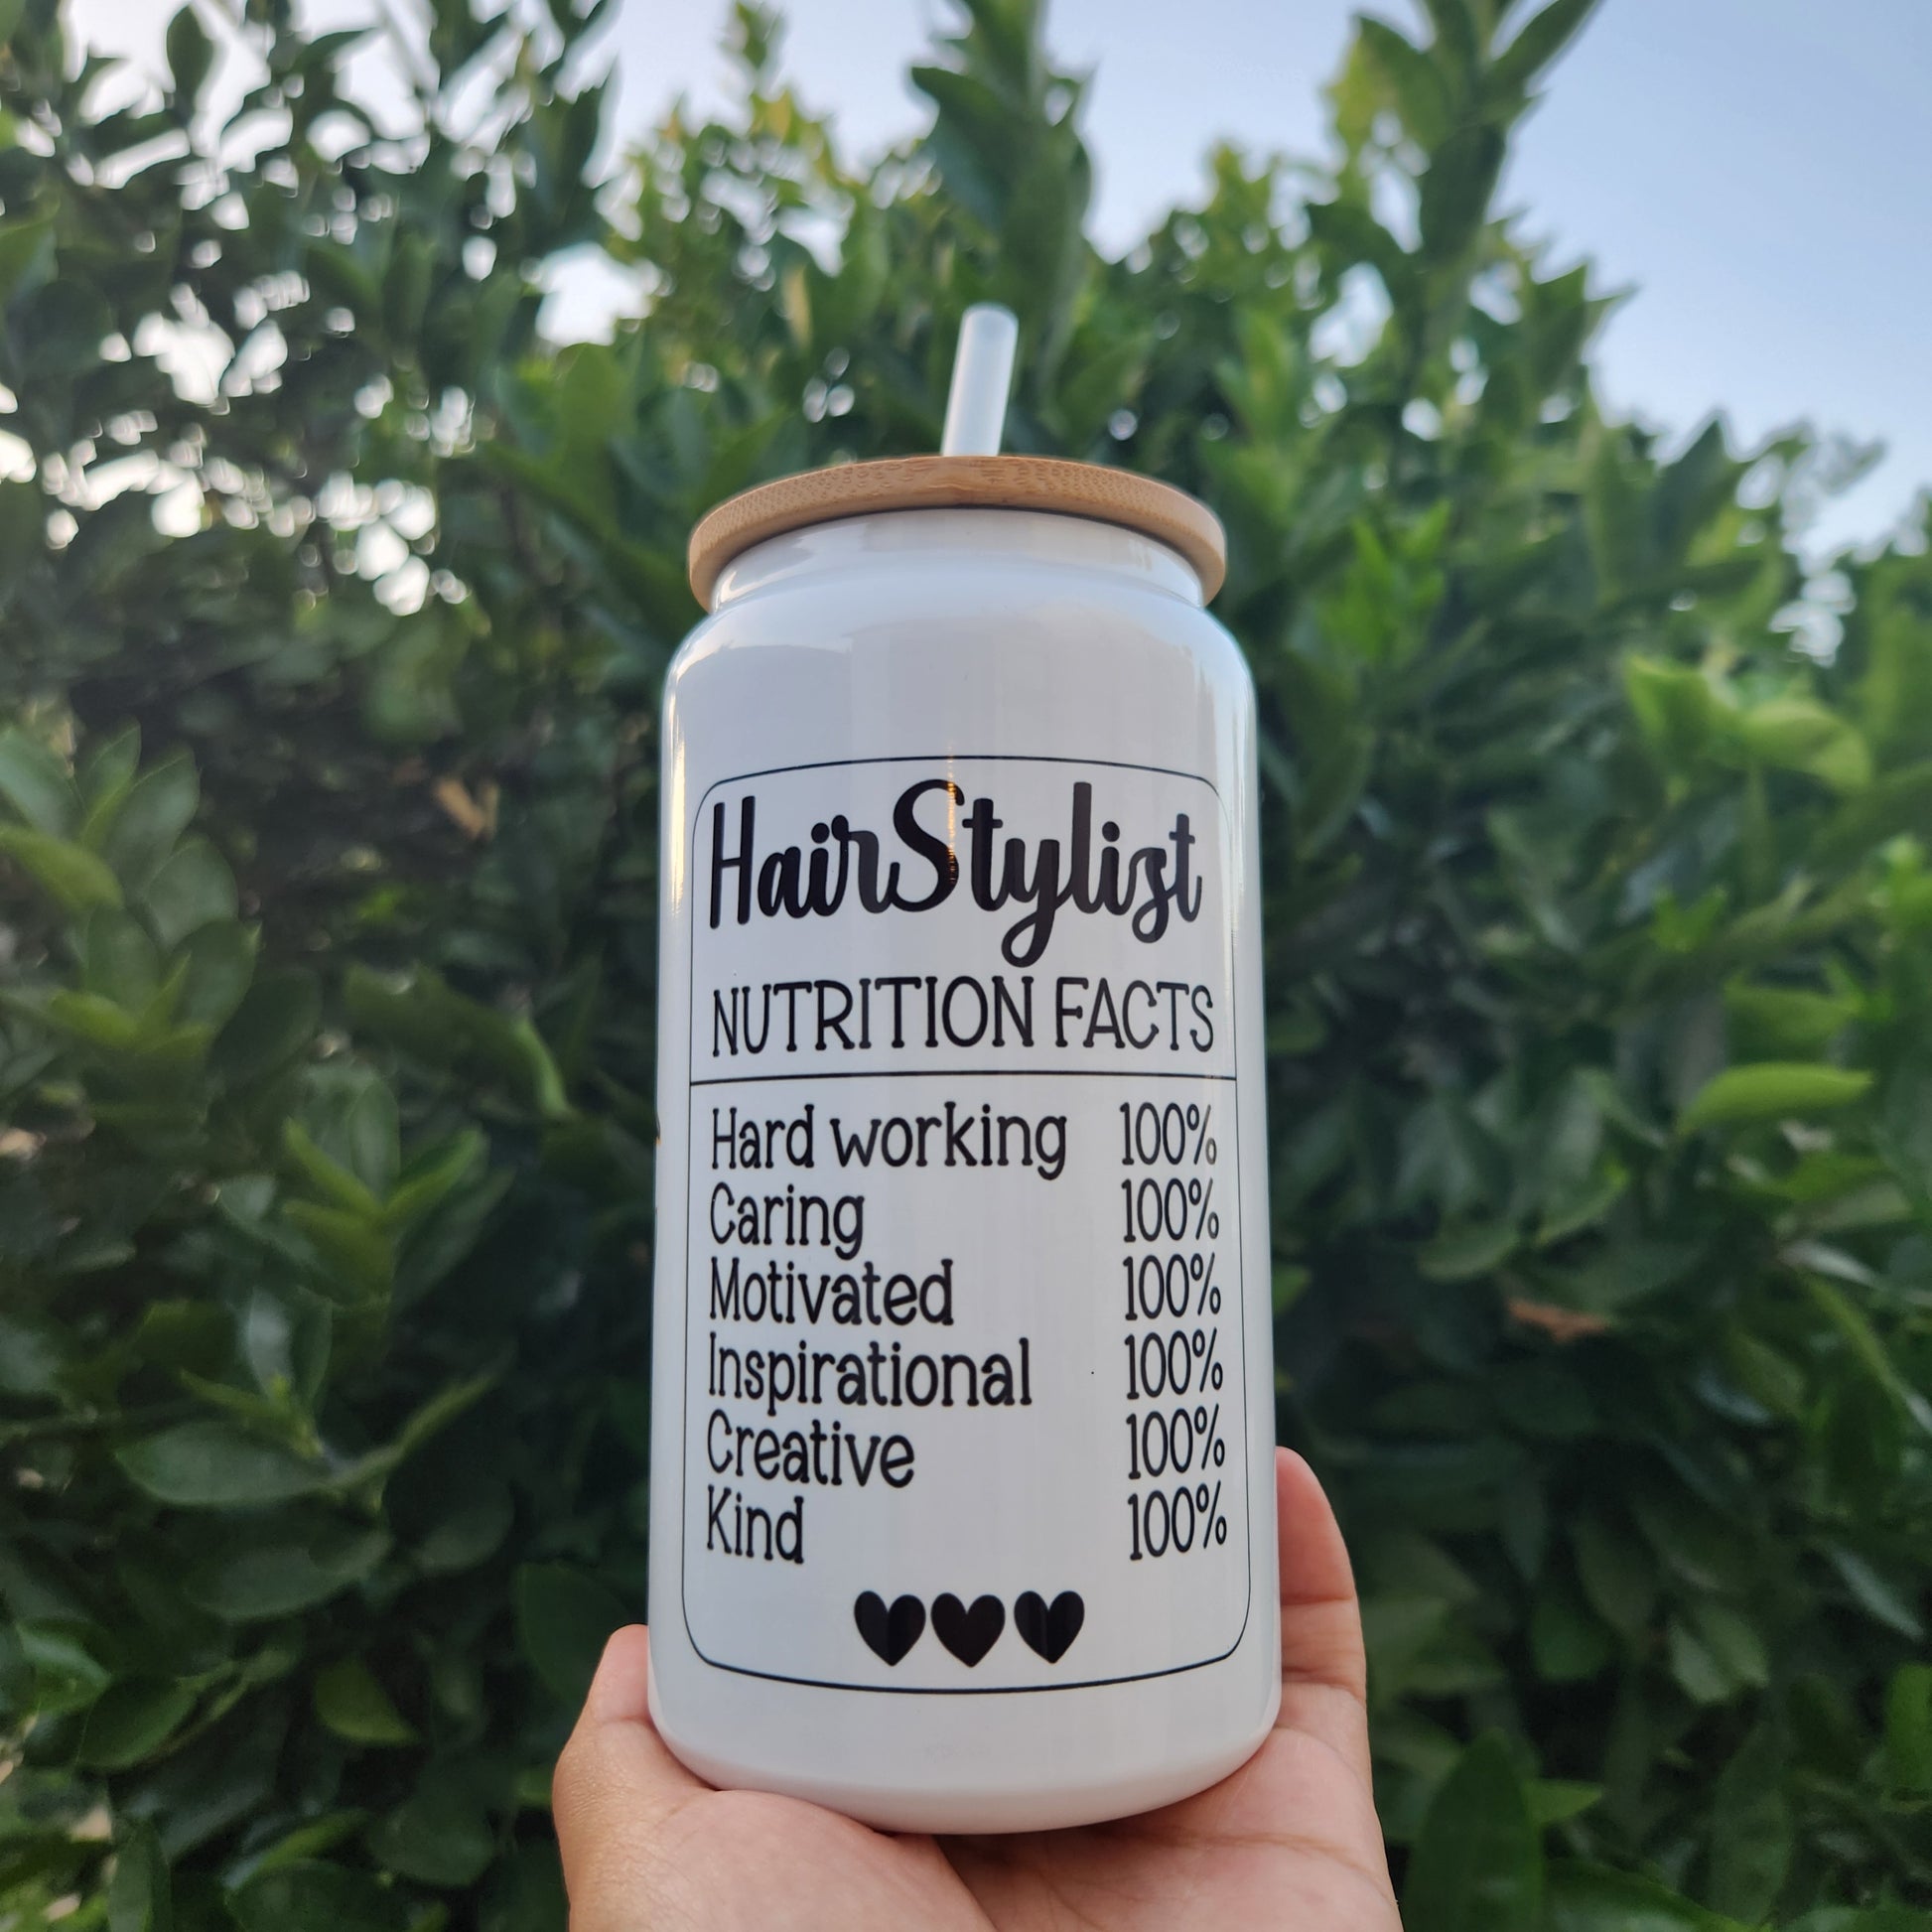 HairStylist
NUTRITION FACTS
Hard working 100%
Caring 100%
Motivated 100%
Inspirational 100%
Creative 100%
Kind 100%